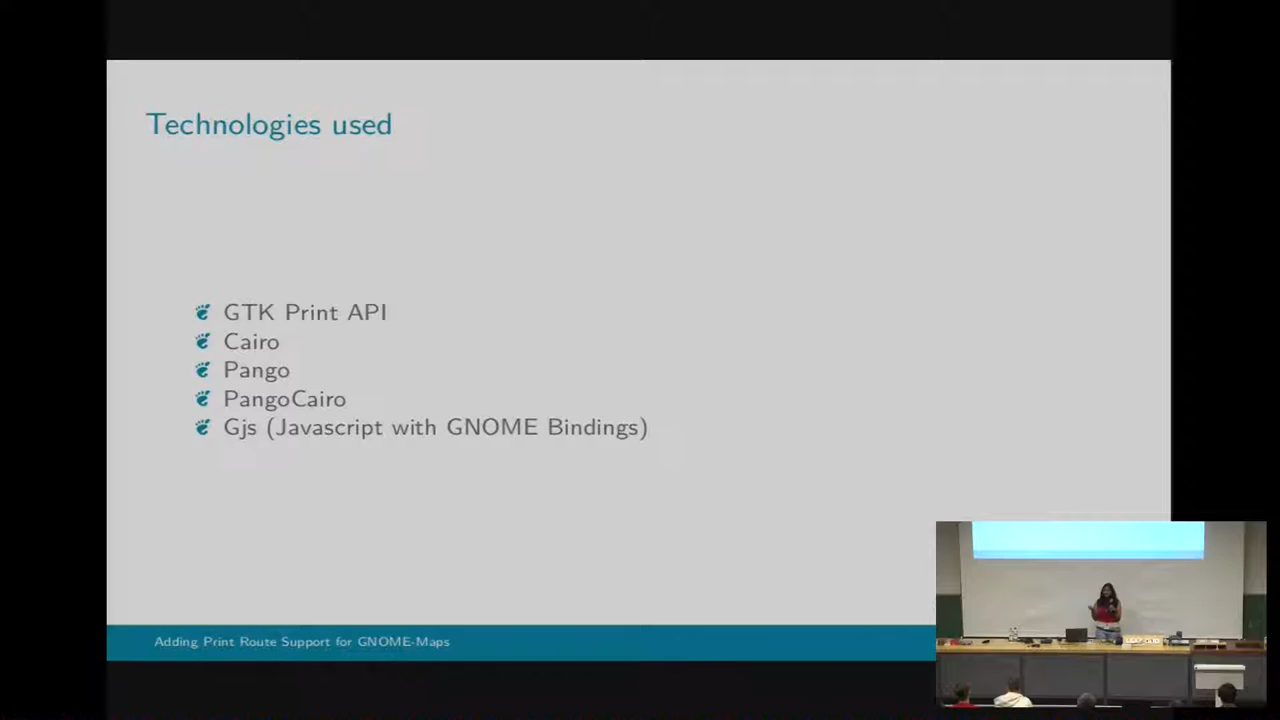 Technologies used
GTK Print API
Cairo
Pango
PangoCairo
Gjs (Javascript with GNOME Bindings)
Adding Print Route Support for GNOME-Maps